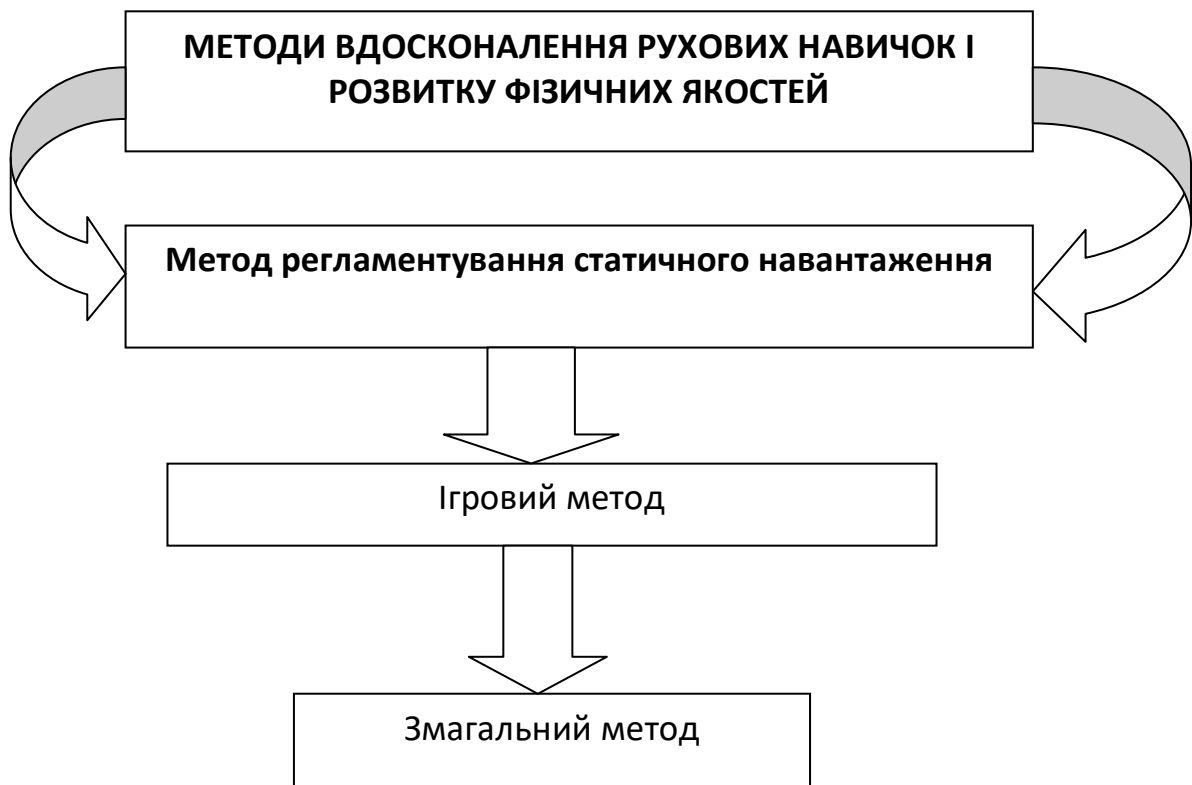 МЕТОДИ ВДОСКОНАЛЕННЯ РУХОВИХ НАВИЧОК І
РОЗВИТКУ ФІЗИЧНИХ ЯКОСТЕЙ
Метод регламентування статичного навантаження
Ігровий метод
Змагальний метод